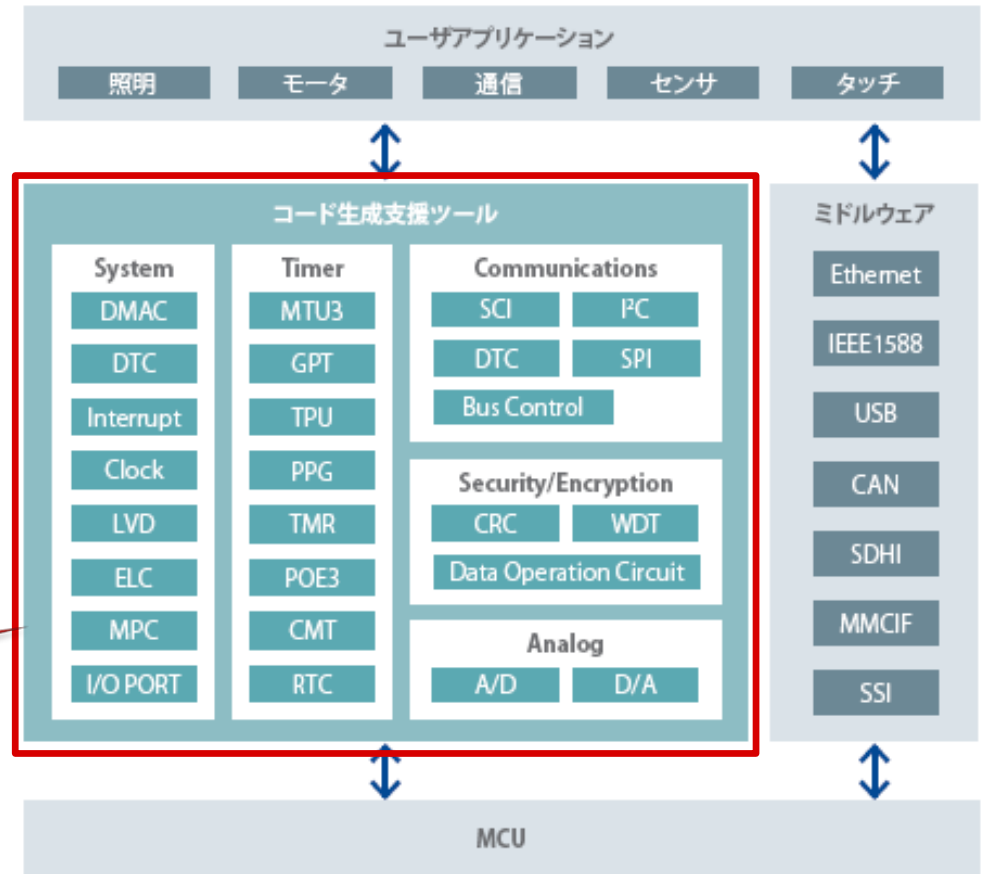 ユーザアプリケーション
照明 モータ 通信 センサ タッチ
コード生成支援ツール
System
DMAC
DTC
Interrupt
Clock
LVD
ELC
MPC
I/O PORT
Timer
MTU3
GPT
TPU
PPG
TMR
POE3
CMT
RTC
Communications
SCI I²C
DTC SPI
Bus Control
Security/Encryption
CRC WDT
Data Operation Circuit
Analog
A/D D/A
ミドルウェア
Ethernet
IEEE1588
USB
CAN
SDHI
MMCIF
SSI
MCU